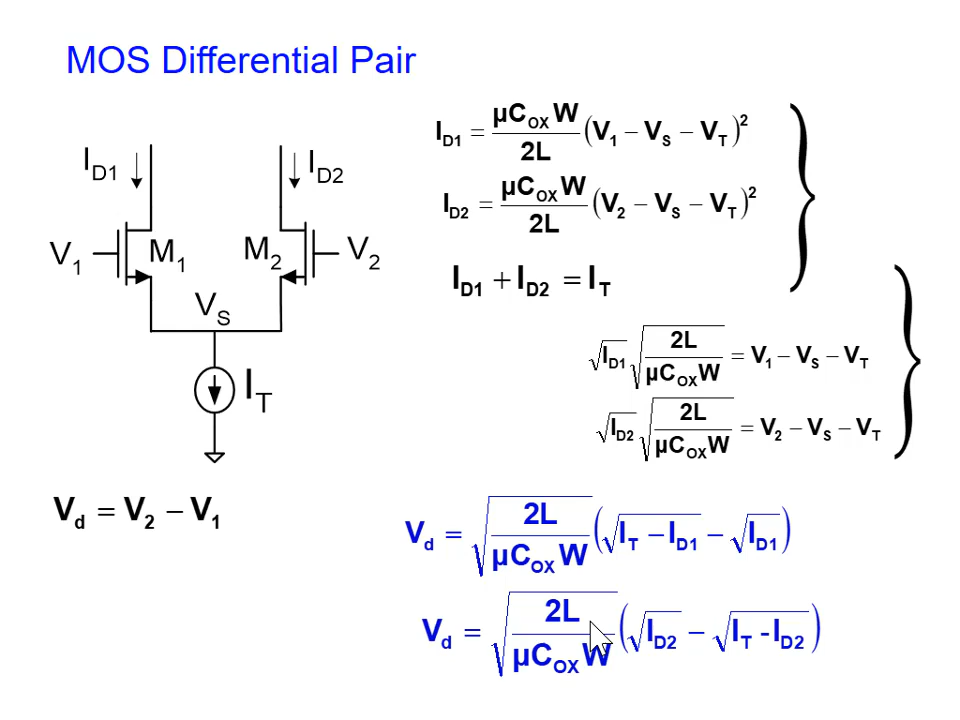 MOS Differential Pair
I_D1
I_D2
V_1
M_1
M_2
V_2
V_S
I_T
V_d = V_2 − V_1
I_D1 = μC_OX W / 2L (V_1 − V_S − V_T)^2
I_D2 = μC_OX W / 2L (V_2 − V_S − V_T)^2
I_D1 + I_D2 = I_T
√I_D1 √(2L / μC_OX W) = V_1 − V_S − V_T
√I_D2 √(2L / μC_OX W) = V_2 − V_S − V_T
V_d = √(2L / μC_OX W) (√(I_T − I_D1) − √I_D1)
V_d = √(2L / μC_OX W) (√I_D2 − √(I_T - I_D2))